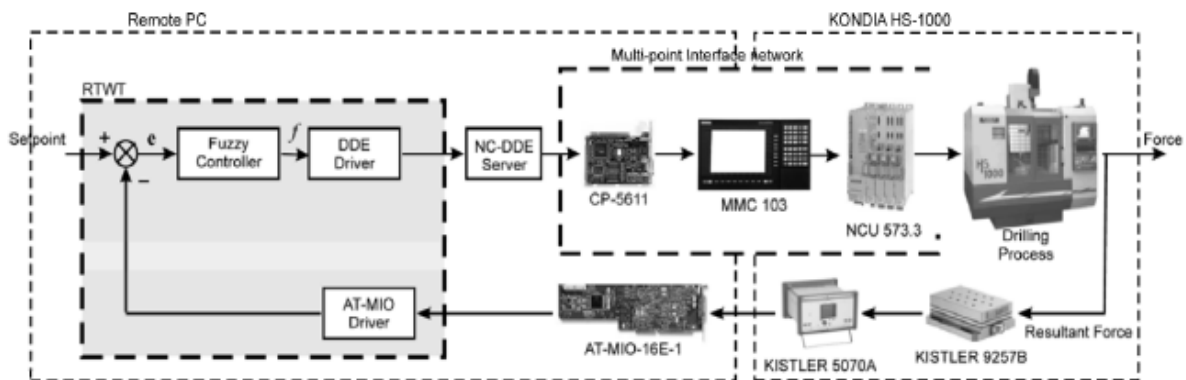 Remote PC
KONDIA HS-1000
Multi-point Interface network
RTWT
Setpoint
+
e
f
Fuzzy
Controller
DDE
Driver
NC-DDE
Server
Force
−
CP-5611
MMC 103
NCU 573.3
HS
1000
Drilling
Process
AT-MIO
Driver
AT-MIO-16E-1
KISTLER 5070A
KISTLER 9257B
Resultant Force